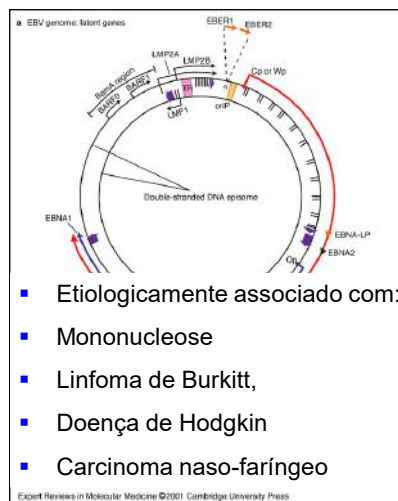 a EBV genome: latent genes
EBER1
EBER2
LMP2A
LMP2B
Cp or Wp
BamA region
BARF0
BARF1
TR
LMP1
oriP
Double-stranded DNA episome
EBNA1
EBNA-LP
EBNA2
Qp
Etiologicamente associado com:
Mononucleose
Linfoma de Burkitt,
Doença de Hodgkin
Carcinoma naso-faríngeo
Expert Reviews in Molecular Medicine ©2001 Cambridge University Press